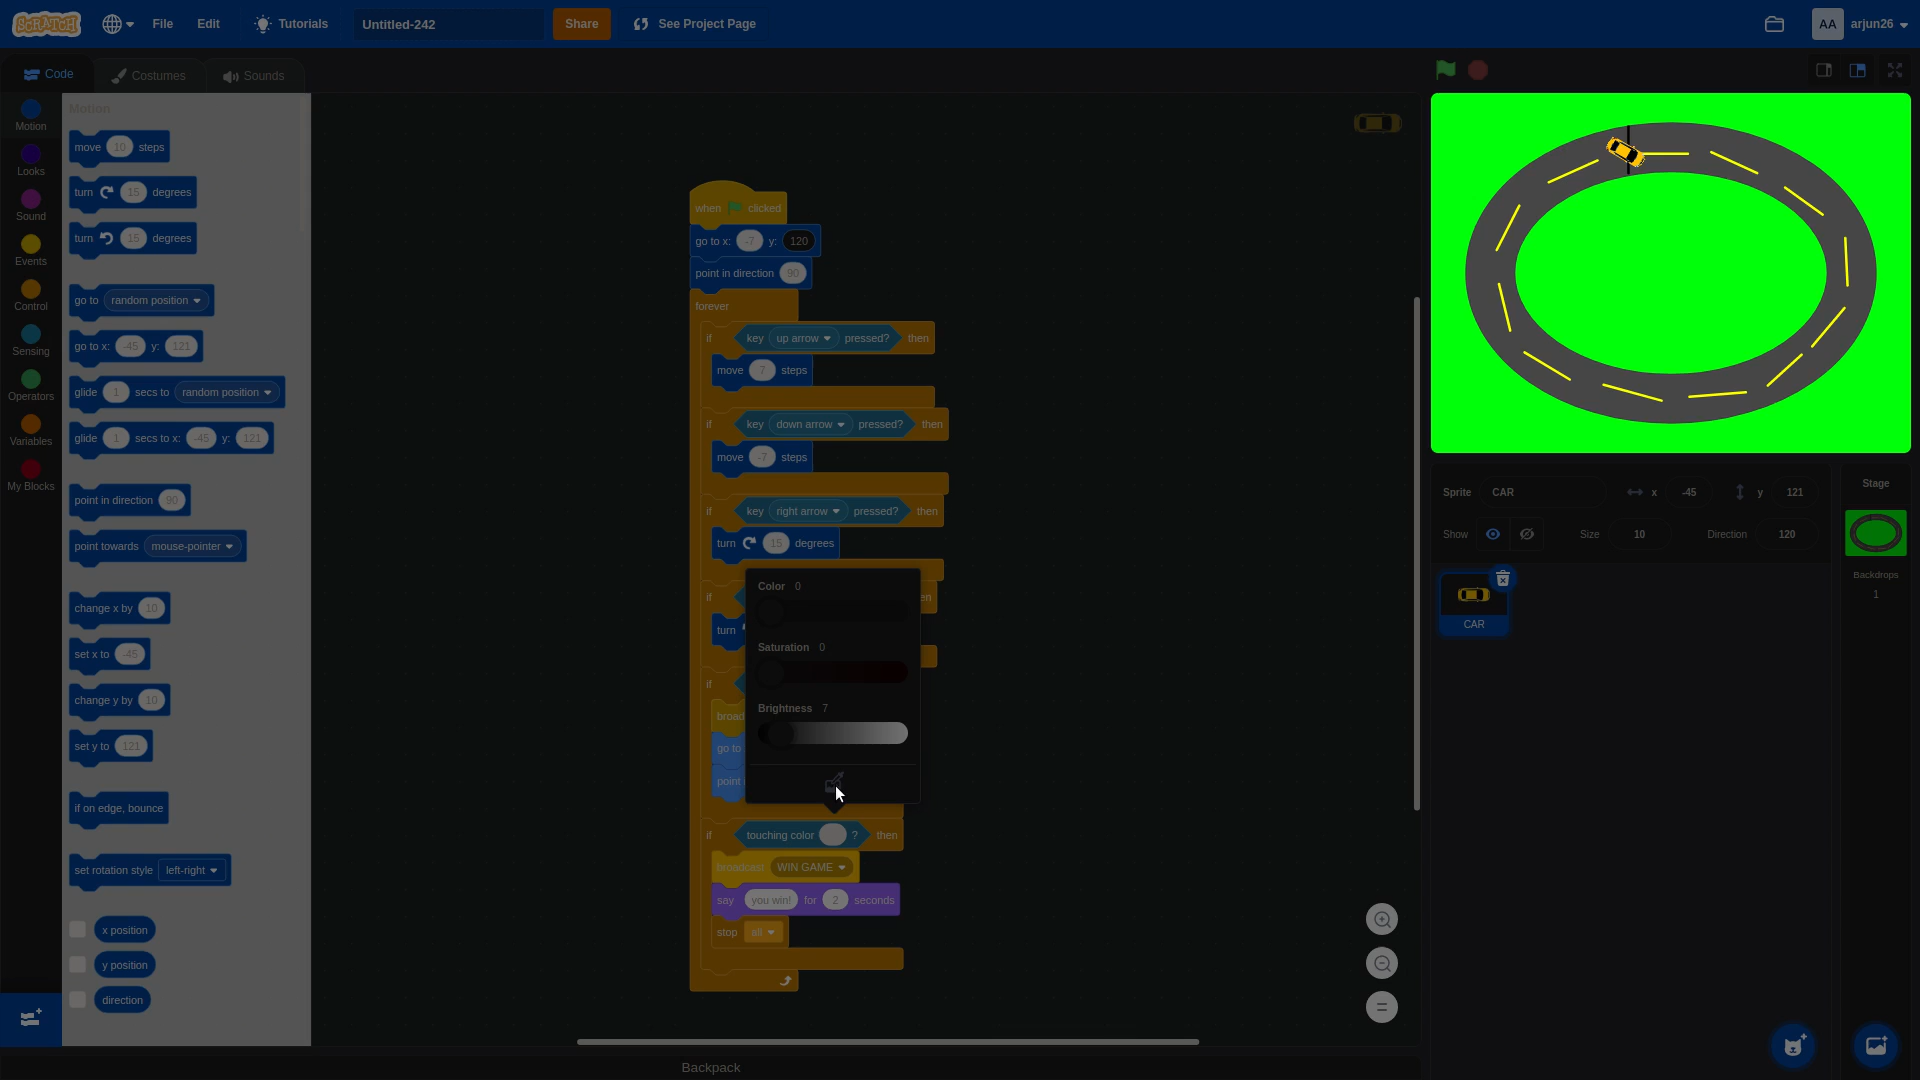 SCRATCH File Edit Tutorials Untitled-242 Share See Project Page AA arjun26
Code Costumes Sounds
Motion
Looks
Sound
Events
Control
Sensing
Operators
Variables
My Blocks
Motion
move 10 steps
turn 15 degrees
turn 15 degrees
go to random position
go to x: -45 y: 121
glide 1 secs to random position
glide 1 secs to x: -45 y: 121
point in direction 90
point towards mouse-pointer
change x by 10
set x to -45
change y by 10
set y to 121
if on edge, bounce
set rotation style left-right
x position
y position
direction
when clicked
go to x: -7 y: 120
point in direction 90
forever
if key up arrow pressed? then
move 7 steps
if key down arrow pressed? then
move -7 steps
if key right arrow pressed? then
turn 15 degrees
if
turn
if
go to
point
Color 0
Saturation 0
Brightness 7
if touching color ? then
broadcast WIN GAME
say you win! for 2 seconds
stop all
Backpack
Sprite CAR x -45 y 121
Show Size 10 Direction 120
CAR
Stage
Backdrops
1